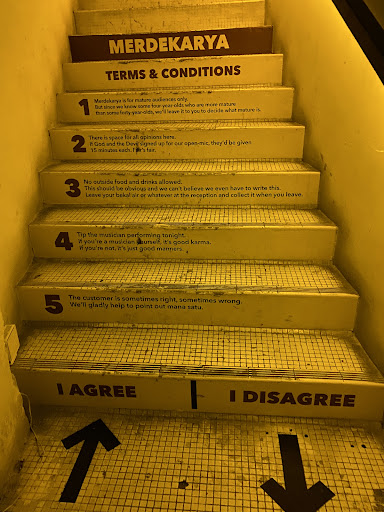 MERDEKARYA
TERMS & CONDITIONS
1 Merdekarya is for mature audiences only.
But since we know some four-year-olds who are more mature
than some forty-year-olds, we'll leave it to you to decide what mature is.
2 There is space for all opinions here.
If God and the Devil signed up for our open-mic, they'd be given
15 minutes each. fair.
3 No outside food and drinks allowed.
This should be obvious and we can't believe we even have to write this.
Leave your bekal/air or whatever at the reception and collect it when you leave.
4 Tip the musician performing tonight.
If you're a musician yourself, it's good karma.
If you're not, it's just good manners.
5 The customer is sometimes right, sometimes wrong.
We'll gladly help to point out mana satu.
I AGREE I DISAGREE